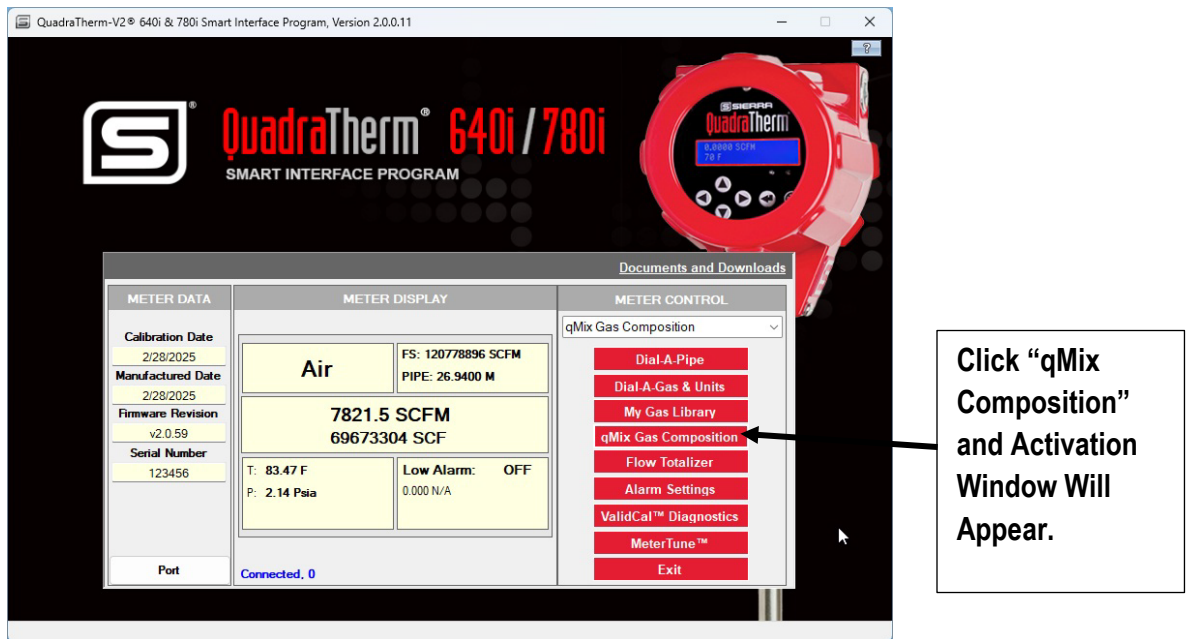 QuadraTherm-V2® 640i & 780i Smart Interface Program, Version 2.0.0.11
?
S®
QuadraTherm® 640i / 780i
SMART INTERFACE PROGRAM
SIERRA
QuadraTherm
0.0000 SCFM
70 F
Documents and Downloads
METER DATA
Calibration Date
2/28/2025
Manufactured Date
2/28/2025
Firmware Revision
v2.0.59
Serial Number
123456
Port
METER DISPLAY
Air
FS: 120778896 SCFM
PIPE: 26.9400 M
7821.5 SCFM
69673304 SCF
T: 83.47 F
P: 2.14 Psia
Low Alarm: OFF
0.000 N/A
Connected, 0
METER CONTROL
qMix Gas Composition
Dial-A-Pipe
Dial-A-Gas & Units
My Gas Library
qMix Gas Composition
Flow Totalizer
Alarm Settings
ValidCal™ Diagnostics
MeterTune™
Exit
Click “qMix
Composition”
and Activation
Window Will
Appear.